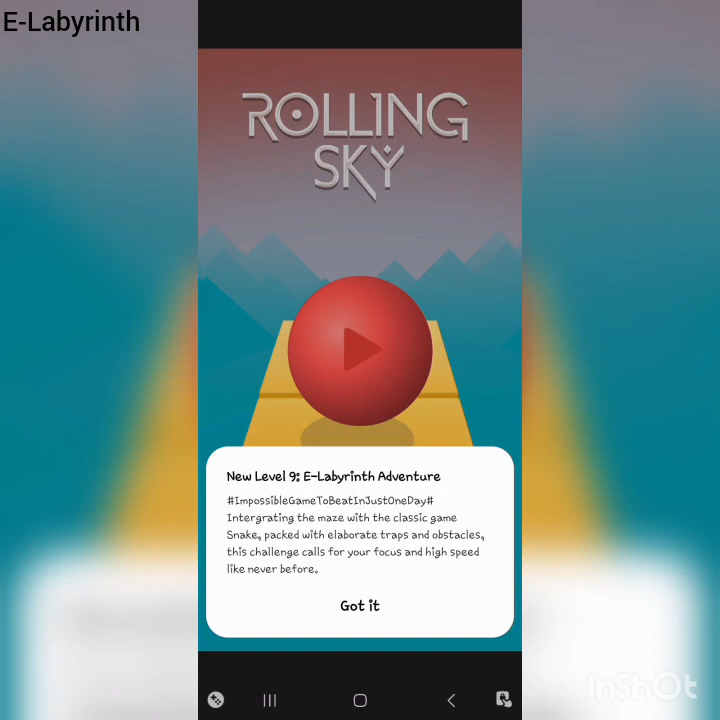 E-Labyrinth
ROLLING
SKY
New Level 9: E-Labyrinth Adventure
#ImpossibleGameToBeatInJustOneDay#
Intergrating the maze with the classic game
Snake, packed with elaborate traps and obstacles,
this challenge calls for your focus and high speed
like never before.
Got it
InShOt